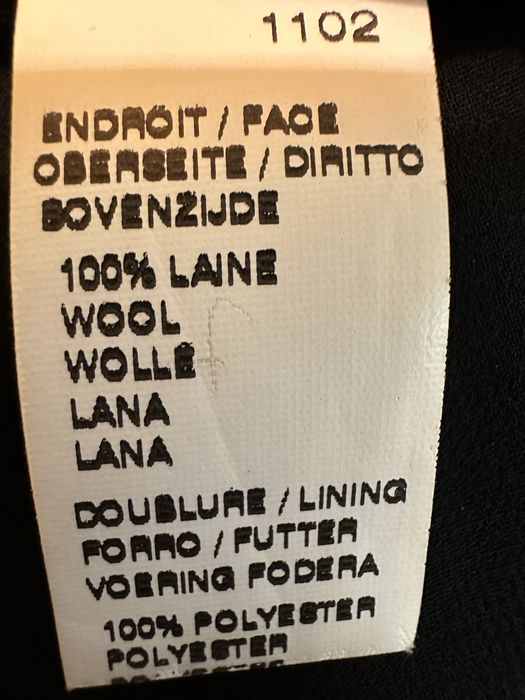 1102
ENDROIT / FACE
OBERSEITE / DIRITTO
BOVENZIJDE
100% LAINE
WOOL
WOLLE
LANA
LANA
DOUBLURE / LINING
FORRO / FUTTER
VOERING FODERA
100% POLYESTER
POLYESTER